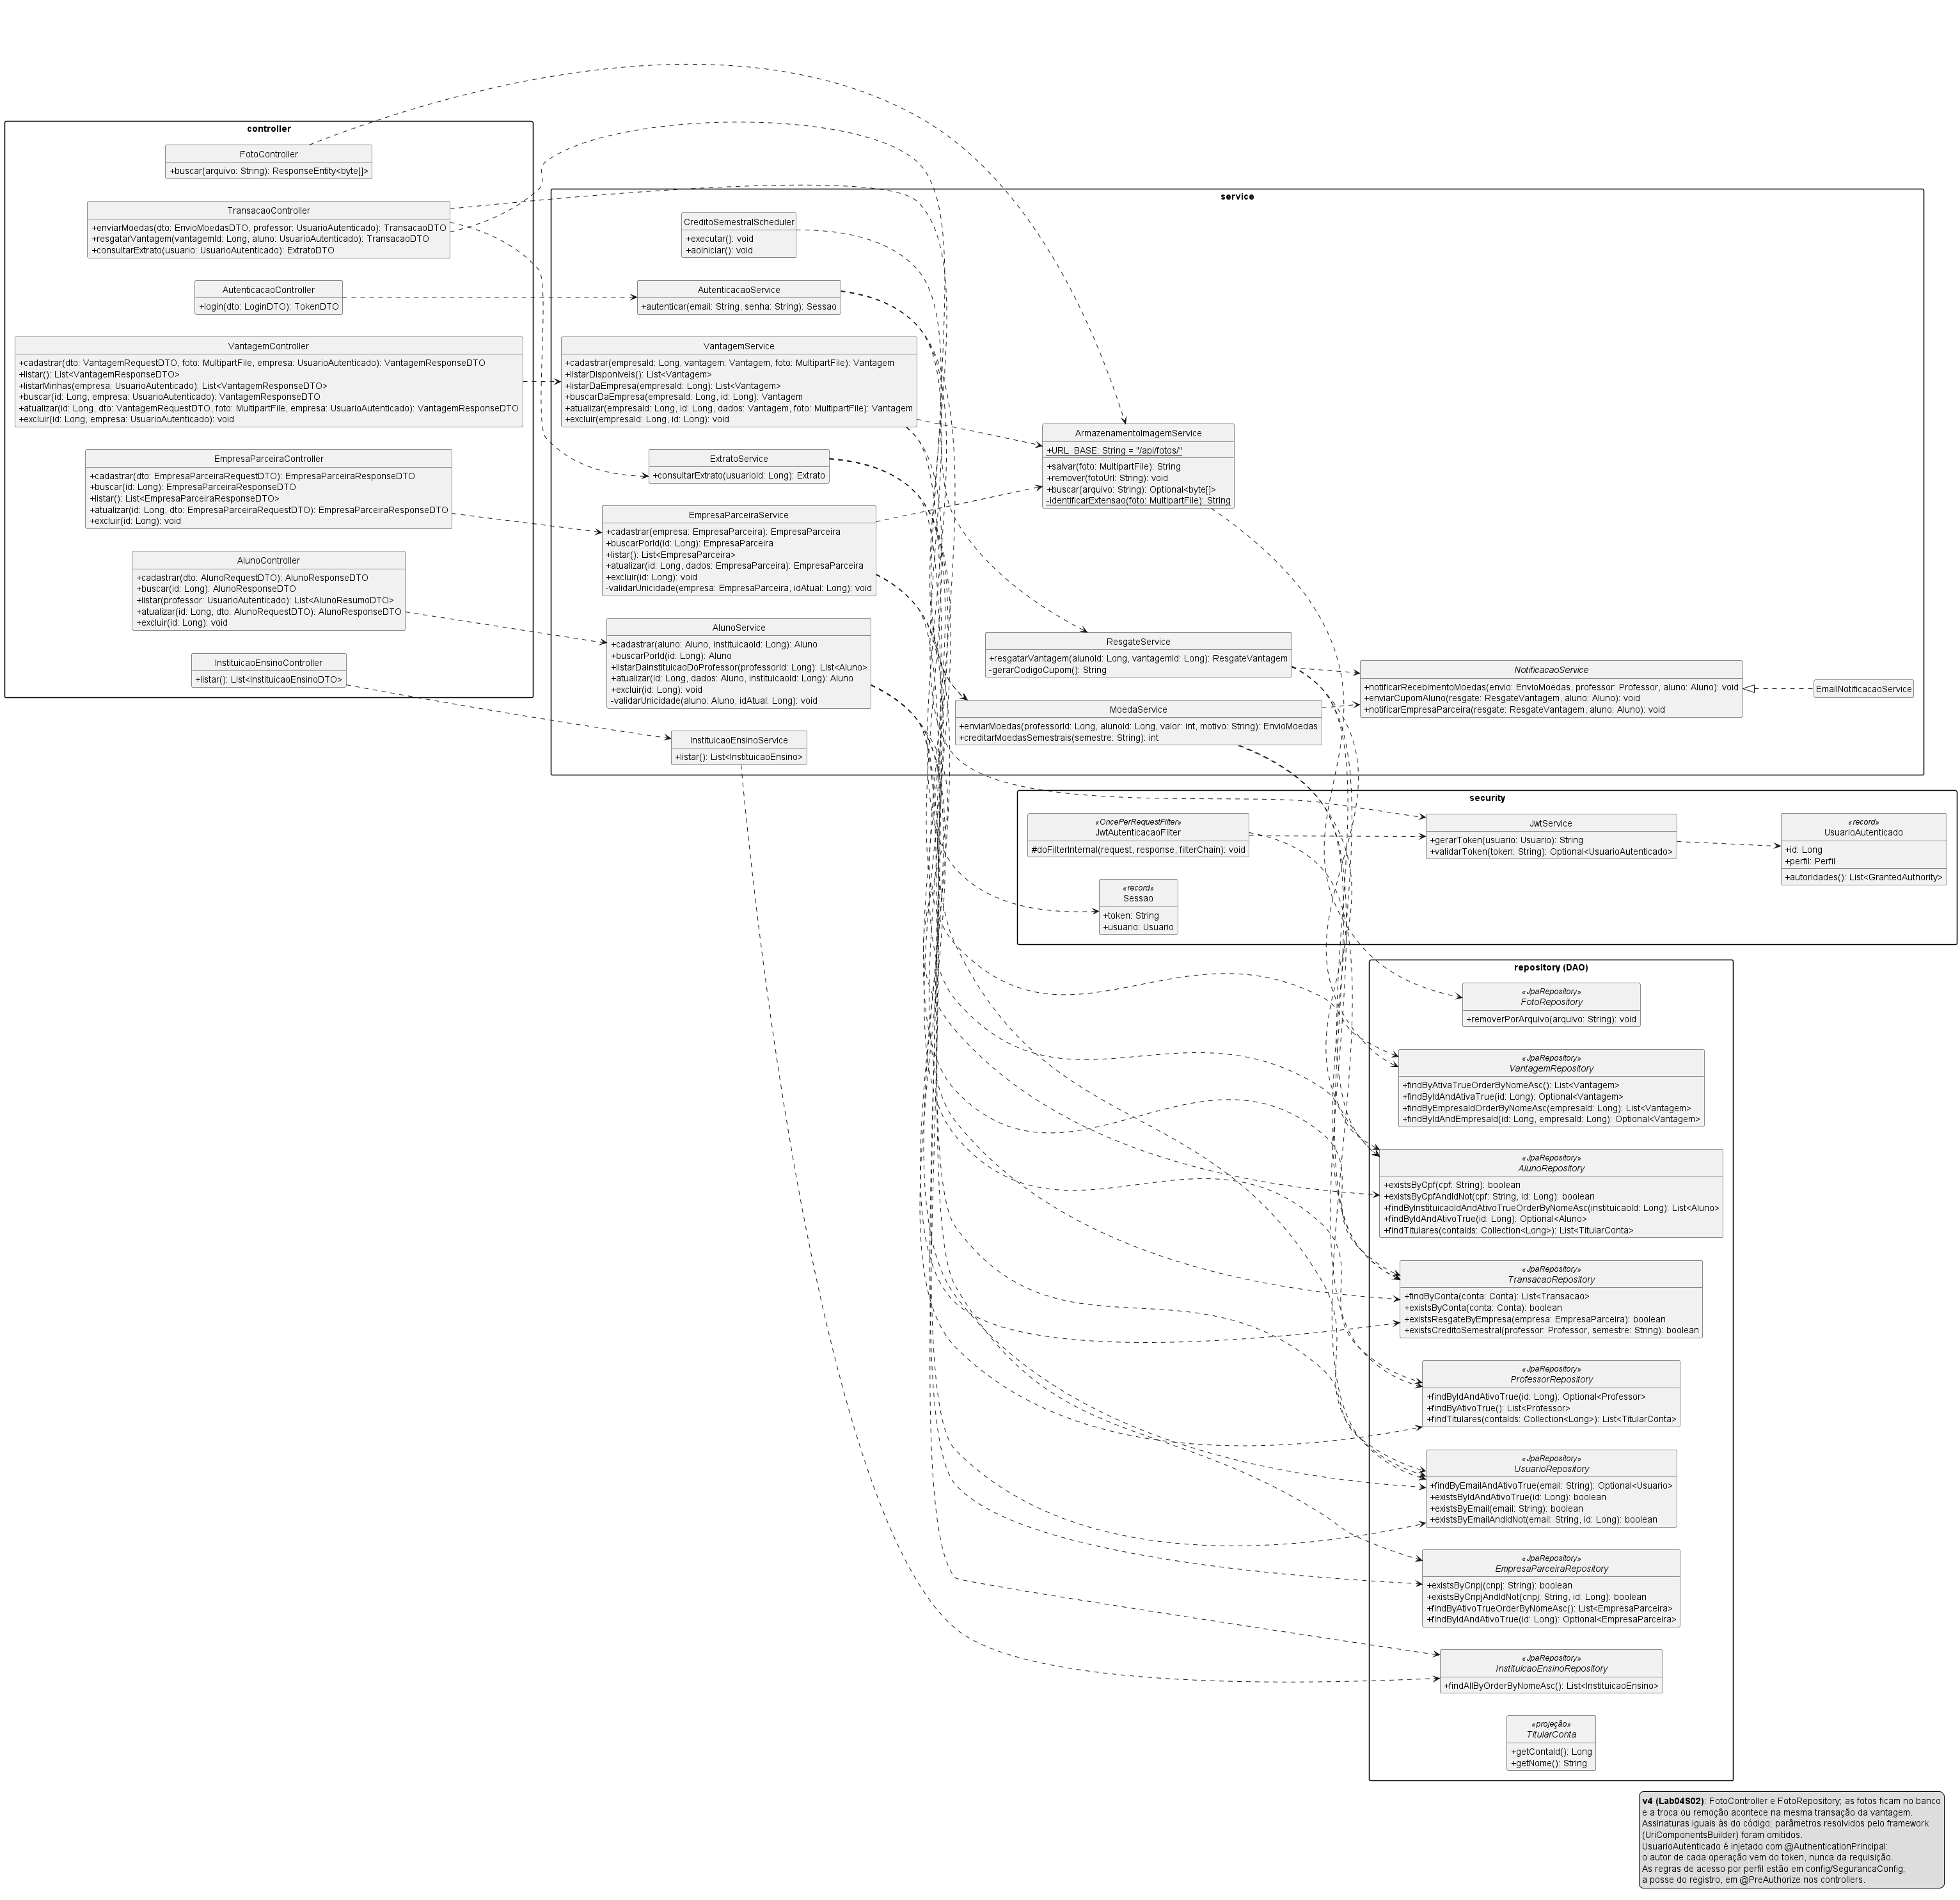 controller
FotoController
+buscar(arquivo: String): ResponseEntity<byte[]>
TransacaoController
+enviarMoedas(dto: EnvioMoedasDTO, professor: UsuarioAutenticado): TransacaoDTO
+resgatarVantagem(vantagemId: Long, aluno: UsuarioAutenticado): TransacaoDTO
+consultarExtrato(usuario: UsuarioAutenticado): ExtratoDTO
AutenticacaoController
+login(dto: LoginDTO): TokenDTO
VantagemController
+cadastrar(dto: VantagemRequestDTO, foto: MultipartFile, empresa: UsuarioAutenticado): VantagemResponseDTO
+listar(): List<VantagemResponseDTO>
+listarMinhas(empresa: UsuarioAutenticado): List<VantagemResponseDTO>
+buscar(id: Long, empresa: UsuarioAutenticado): VantagemResponseDTO
+atualizar(id: Long, dto: VantagemRequestDTO, foto: MultipartFile, empresa: UsuarioAutenticado): VantagemResponseDTO
+excluir(id: Long, empresa: UsuarioAutenticado): void
EmpresaParceiraController
+cadastrar(dto: EmpresaParceiraRequestDTO): EmpresaParceiraResponseDTO
+buscar(id: Long): EmpresaParceiraResponseDTO
+listar(): List<EmpresaParceiraResponseDTO>
+atualizar(id: Long, dto: EmpresaParceiraRequestDTO): EmpresaParceiraResponseDTO
+excluir(id: Long): void
AlunoController
+cadastrar(dto: AlunoRequestDTO): AlunoResponseDTO
+buscar(id: Long): AlunoResponseDTO
+listar(professor: UsuarioAutenticado): List<AlunoResumoDTO>
+atualizar(id: Long, dto: AlunoRequestDTO): AlunoResponseDTO
+excluir(id: Long): void
InstituicaoEnsinoController
+listar(): List<InstituicaoEnsinoDTO>
service
CreditoSemestralScheduler
+executar(): void
+aoIniciar(): void
AutenticacaoService
+autenticar(email: String, senha: String): Sessao
VantagemService
+cadastrar(empresaId: Long, vantagem: Vantagem, foto: MultipartFile): Vantagem
+listarDisponiveis(): List<Vantagem>
+listarDaEmpresa(empresaId: Long): List<Vantagem>
+buscarDaEmpresa(empresaId: Long, id: Long): Vantagem
+atualizar(empresaId: Long, id: Long, dados: Vantagem, foto: MultipartFile): Vantagem
+excluir(empresaId: Long, id: Long): void
ExtratoService
+consultarExtrato(usuarioId: Long): Extrato
EmpresaParceiraService
+cadastrar(empresa: EmpresaParceira): EmpresaParceira
+buscarPorId(id: Long): EmpresaParceira
+listar(): List<EmpresaParceira>
+atualizar(id: Long, dados: EmpresaParceira): EmpresaParceira
+excluir(id: Long): void
-validarUnicidade(empresa: EmpresaParceira, idAtual: Long): void
AlunoService
+cadastrar(aluno: Aluno, instituicaoId: Long): Aluno
+buscarPorId(id: Long): Aluno
+listarDaInstituicaoDoProfessor(professorId: Long): List<Aluno>
+atualizar(id: Long, dados: Aluno, instituicaoId: Long): Aluno
+excluir(id: Long): void
-validarUnicidade(aluno: Aluno, idAtual: Long): void
InstituicaoEnsinoService
+listar(): List<InstituicaoEnsino>
ArmazenamentoImagemService
+URL_BASE: String = "/api/fotos/"
+salvar(foto: MultipartFile): String
+remover(fotoUrl: String): void
+buscar(arquivo: String): Optional<byte[]>
-identificarExtensao(foto: MultipartFile): String
ResgateService
+resgatarVantagem(alunoId: Long, vantagemId: Long): ResgateVantagem
-gerarCodigoCupom(): String
MoedaService
+enviarMoedas(professorId: Long, alunoId: Long, valor: int, motivo: String): EnvioMoedas
+creditarMoedasSemestrais(semestre: String): int
NotificacaoService
+notificarRecebimentoMoedas(envio: EnvioMoedas, professor: Professor, aluno: Aluno): void
+enviarCupomAluno(resgate: ResgateVantagem, aluno: Aluno): void
+notificarEmpresaParceira(resgate: ResgateVantagem, aluno: Aluno): void
EmailNotificacaoService
security
«OncePerRequestFilter»
JwtAutenticacaoFilter
#doFilterInternal(request, response, filterChain): void
JwtService
+gerarToken(usuario: Usuario): String
+validarToken(token: String): Optional<UsuarioAutenticado>
«record»
UsuarioAutenticado
+id: Long
+perfil: Perfil
+autoridades(): List<GrantedAuthority>
«record»
Sessao
+token: String
+usuario: Usuario
repository (DAO)
«JpaRepository»
FotoRepository
+removerPorArquivo(arquivo: String): void
«JpaRepository»
VantagemRepository
+findByAtivaTrueOrderByNomeAsc(): List<Vantagem>
+findByIdAndAtivaTrue(id: Long): Optional<Vantagem>
+findByEmpresaIdOrderByNomeAsc(empresaId: Long): List<Vantagem>
+findByIdAndEmpresaId(id: Long, empresaId: Long): Optional<Vantagem>
«JpaRepository»
AlunoRepository
+existsByCpf(cpf: String): boolean
+existsByCpfAndIdNot(cpf: String, id: Long): boolean
+findByInstituicaoIdAndAtivoTrueOrderByNomeAsc(instituicaoId: Long): List<Aluno>
+findByIdAndAtivoTrue(id: Long): Optional<Aluno>
+findTitulares(contaIds: Collection<Long>): List<TitularConta>
«JpaRepository»
TransacaoRepository
+findByConta(conta: Conta): List<Transacao>
+existsByConta(conta: Conta): boolean
+existsResgateByEmpresa(empresa: EmpresaParceira): boolean
+existsCreditoSemestral(professor: Professor, semestre: String): boolean
«JpaRepository»
ProfessorRepository
+findByIdAndAtivoTrue(id: Long): Optional<Professor>
+findByAtivoTrue(): List<Professor>
+findTitulares(contaIds: Collection<Long>): List<TitularConta>
«JpaRepository»
UsuarioRepository
+findByEmailAndAtivoTrue(email: String): Optional<Usuario>
+existsByIdAndAtivoTrue(id: Long): boolean
+existsByEmail(email: String): boolean
+existsByEmailAndIdNot(email: String, id: Long): boolean
«JpaRepository»
EmpresaParceiraRepository
+existsByCnpj(cnpj: String): boolean
+existsByCnpjAndIdNot(cnpj: String, id: Long): boolean
+findByAtivoTrueOrderByNomeAsc(): List<EmpresaParceira>
+findByIdAndAtivoTrue(id: Long): Optional<EmpresaParceira>
«JpaRepository»
InstituicaoEnsinoRepository
+findAllByOrderByNomeAsc(): List<InstituicaoEnsino>
«projeção»
TitularConta
+getContaId(): Long
+getNome(): String
v4 (Lab04S02): FotoController e FotoRepository; as fotos ficam no banco
e a troca ou remoção acontece na mesma transação da vantagem.
Assinaturas iguais às do código; parâmetros resolvidos pelo framework
(UriComponentsBuilder) foram omitidos.
UsuarioAutenticado é injetado com @AuthenticationPrincipal:
o autor de cada operação vem do token, nunca da requisição.
As regras de acesso por perfil estão em config/SegurancaConfig;
a posse do registro, em @PreAuthorize nos controllers.